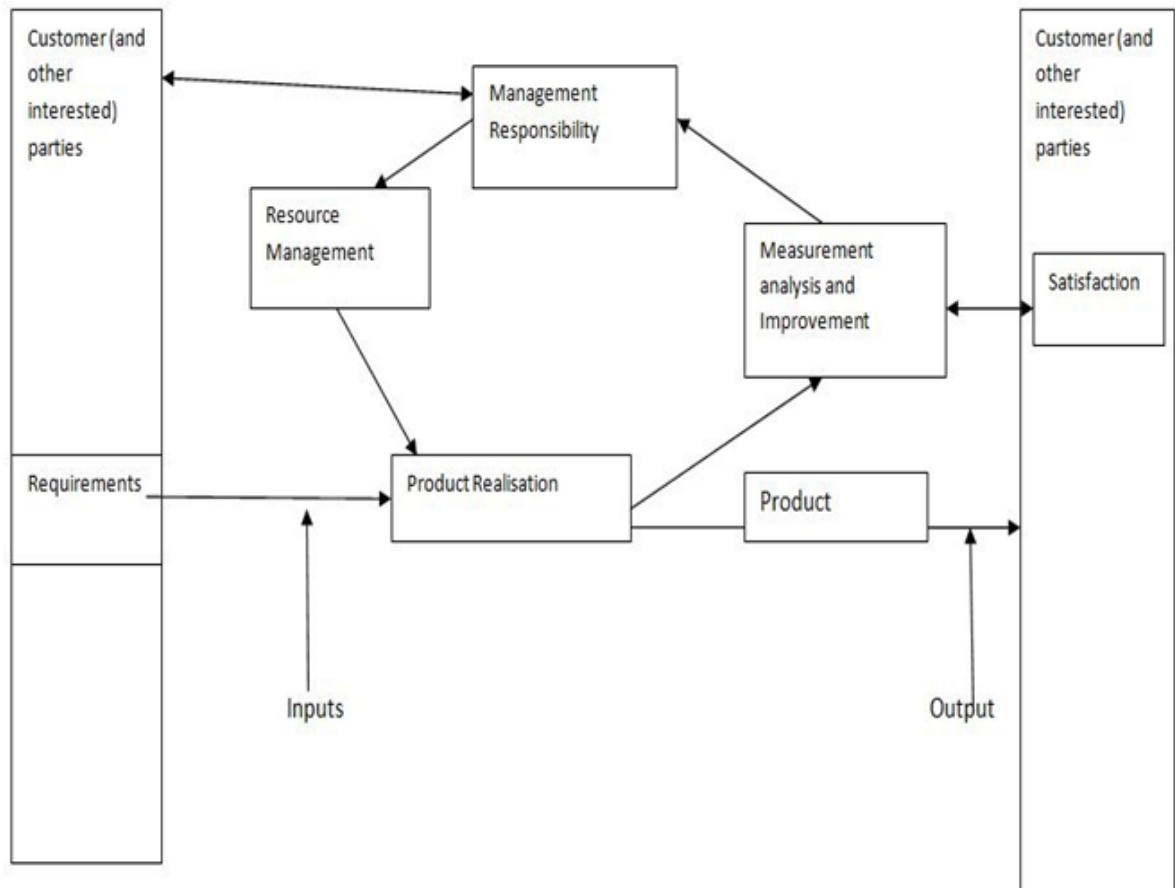 Customer (and
other
interested)
parties
Management
Responsibility
Customer (and
other
interested)
parties
Resource
Management
Measurement
analysis and
Improvement
Satisfaction
Requirements
Product Realisation
Product
Inputs
Output